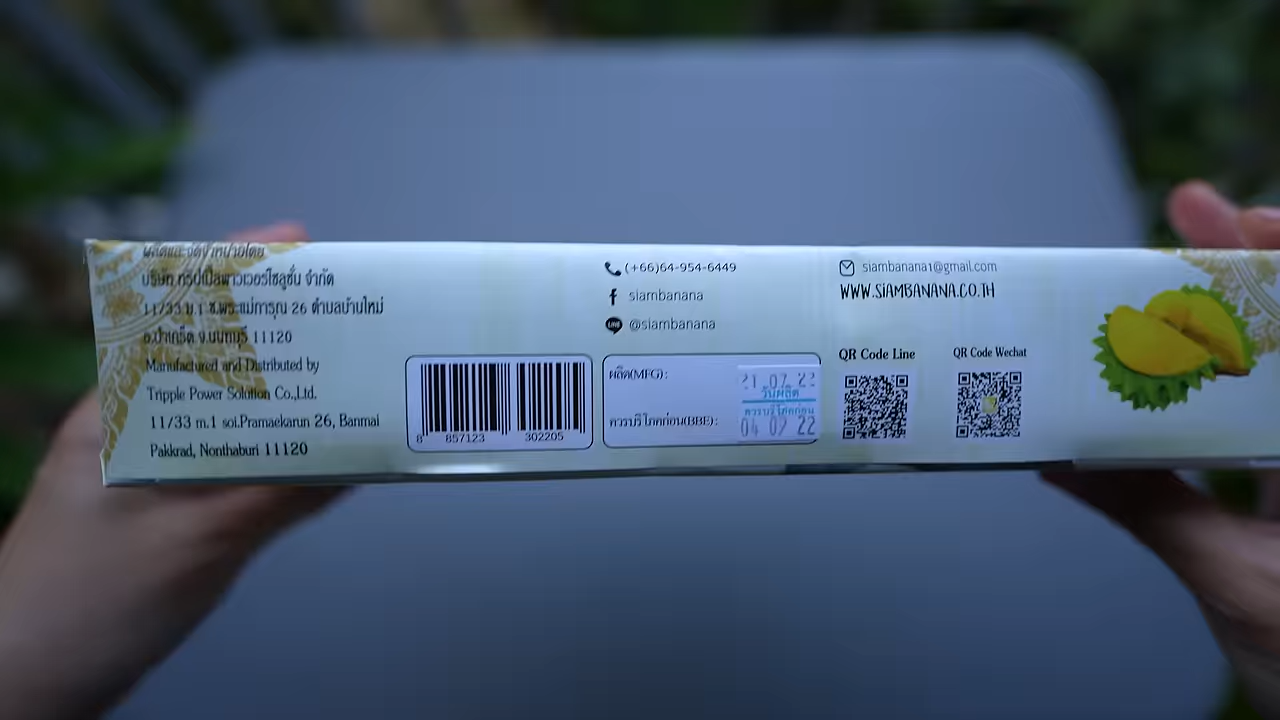 ผลิตและจัดจำหน่ายโดย
บริษัท ทริปเปิ้ลพาวเวอร์โซลูชั่น จำกัด
11/33 ม.1 ซ.พระแม่การุณ 26 ตำบลบ้านใหม่
อ.ปากเกร็ด จ.นนทบุรี 11120
Manufactured and Distributed by
Tripple Power Solution Co.,Ltd.
11/33 m.1 soi.Pramaekarun 26, Banmai
Pakkrad, Nonthaburi 11120
8 857123 302205
(+66)64-954-6449
siambanana
LINE @siambanana
ผลิต(MFG) :
ควรบริโภคก่อน(BBE) :
วันผลิต
ควรบริโภคก่อน
siambanana1@gmail.com
WWW.SIAMBANANA.CO.TH
QR Code Line
QR Code Wechat